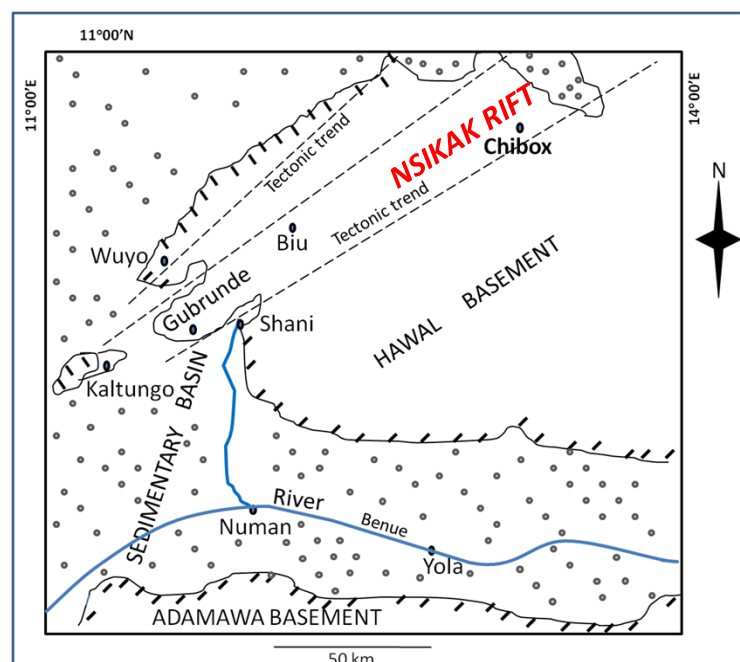 11°00'N
11°00'E
14°00'E
NSIKAK RIFT
Chibox
Tectonic trend
Tectonic trend
N
Biu
Wuyo
Gubrunde
Shani
HAWAL BASEMENT
Kaltungo
SEDIMENTARY BASIN
River
Benue
Numan
Yola
ADAMAWA BASEMENT
50 km